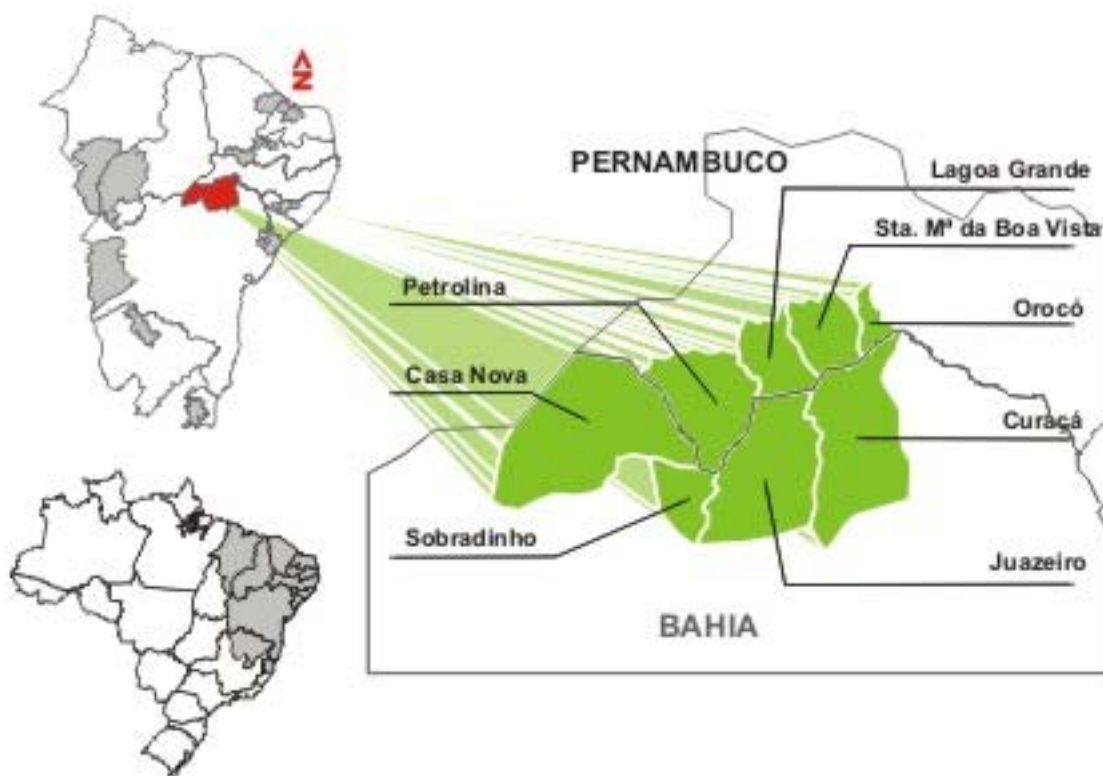 N
PERNAMBUCO
Lagoa Grande
Sta. Mª da Boa Vista
Petrolina
Orocó
Casa Nova
Curaçá
Sobradinho
Juazeiro
BAHIA